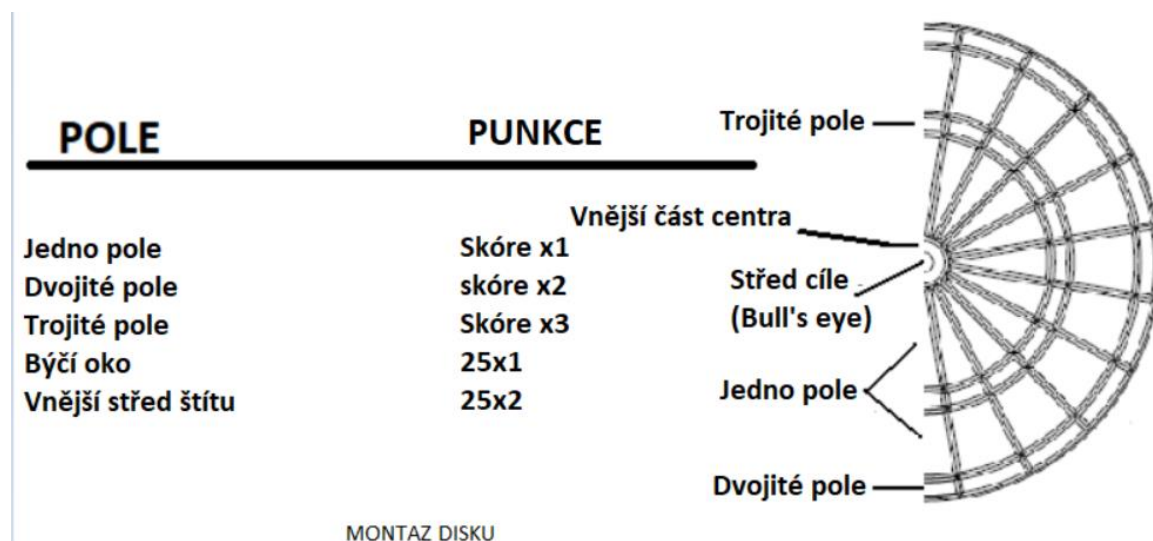 POLE PUNKCE
Jedno pole Skóre x1
Dvojité pole skóre x2
Trojité pole Skóre x3
Býčí oko 25x1
Vnější střed štítu 25x2
Trojité pole
Vnější část centra
Střed cíle
(Bull's eye)
Jedno pole
Dvojité pole
MONTAZ DISKU